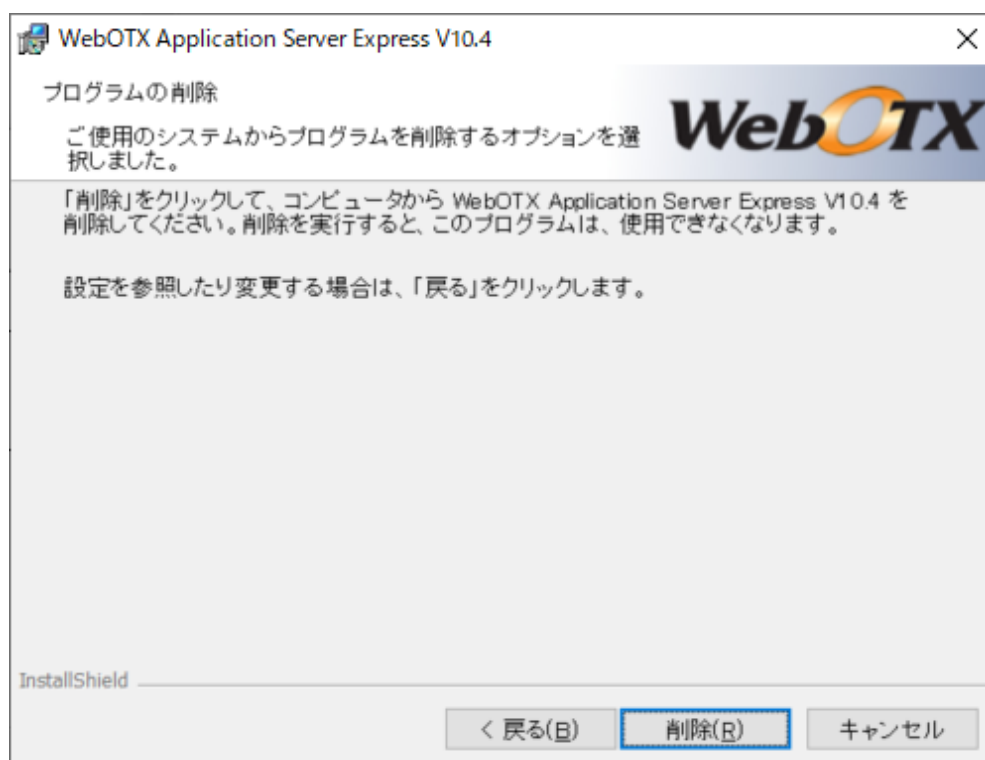 WebOTX Application Server Express V10.4
プログラムの削除
ご使用のシステムからプログラムを削除するオプションを選
択しました。
WebOTX
「削除」をクリックして、コンピュータから WebOTX Application Server Express V10.4 を
削除してください。削除を実行すると、このプログラムは、使用できなくなります。
設定を参照したり変更する場合は、「戻る」をクリックします。
InstallShield
< 戻る(B)
削除(R)
キャンセル